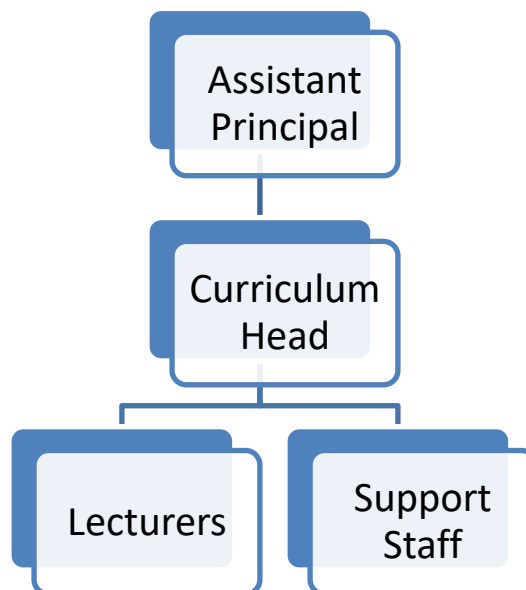 Assistant
Principal
Curriculum
Head
Lecturers
Support
Staff